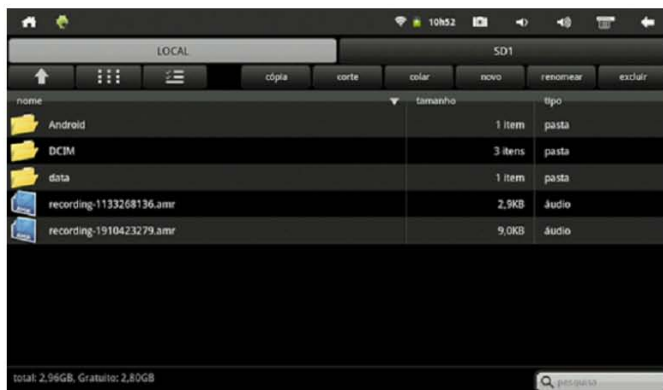 10h52
LOCAL SD1
cópia corte colar novo renomear excluir
nome tamanho tipo
Android 1 item pasta
DCIM 3 itens pasta
data 1 item pasta
recording-1133268136.amr 2,9KB áudio
recording-1910423279.amr 9,0KB áudio
total: 2,96GB, Gratuito: 2,80GB pesquisa